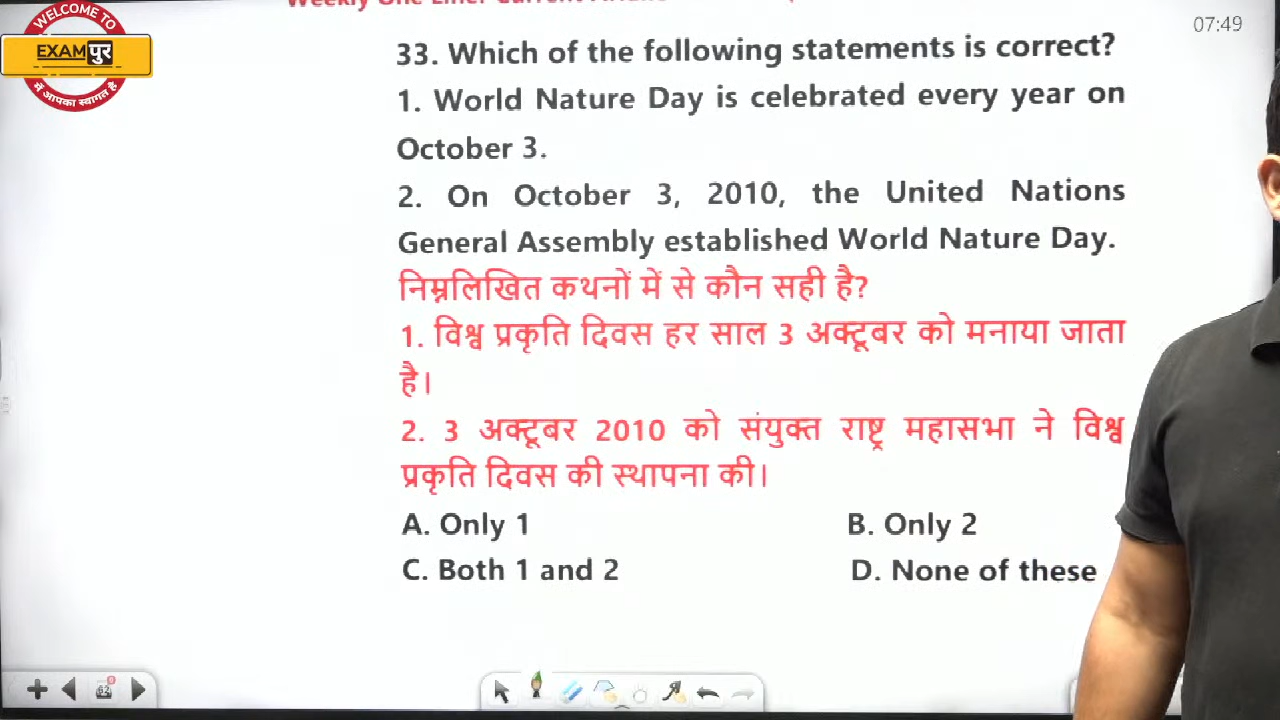 Weekly One Liner Current
WELCOME TO
EXAMपुर
में आपका स्वागत है
07:49
33. Which of the following statements is correct?
1. World Nature Day is celebrated every year on
October 3.
2. On October 3, 2010, the United Nations
General Assembly established World Nature Day.
निम्नलिखित कथनों में से कौन सही है?
1. विश्व प्रकृति दिवस हर साल 3 अक्टूबर को मनाया जाता
है।
2. 3 अक्टूबर 2010 को संयुक्त राष्ट्र महासभा ने विश्व
प्रकृति दिवस की स्थापना की।
A. Only 1
B. Only 2
C. Both 1 and 2
D. None of these
62